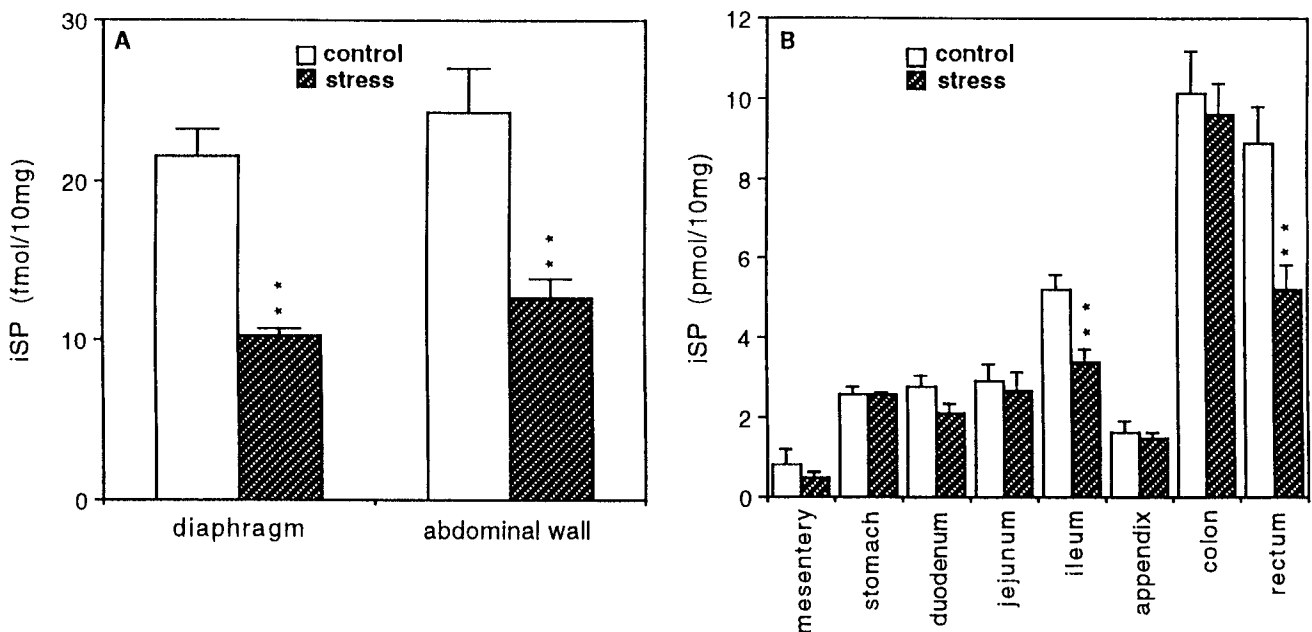 A
control
stress
30
20
10
0
iSP (fmol/10mg)
diaphragm
abdominal wall
* *
* *
B
control
stress
12
10
8
6
4
2
0
iSP (pmol/10mg)
mesentery
stomach
duodenum
jejunum
ileum
appendix
colon
rectum
* *
* *